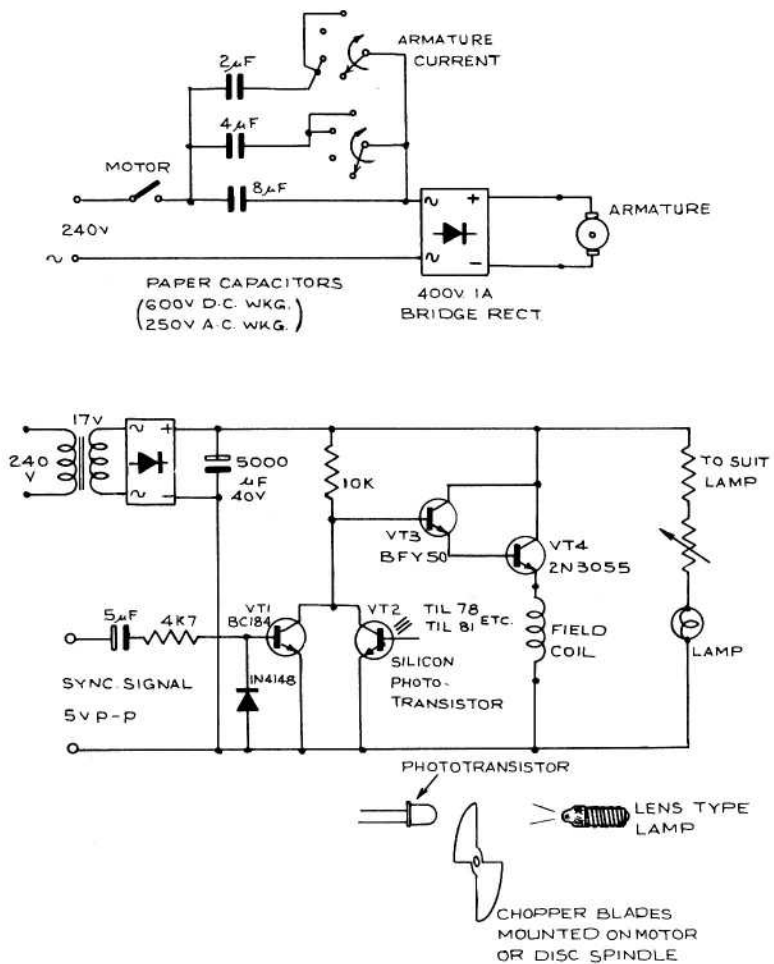 ARMATURE
CURRENT
2µF
4µF
MOTOR
8µF
240V
ARMATURE
PAPER CAPACITORS
(600V D.C. WKG.)
(250V A.C. WKG.)
400V. 1A
BRIDGE RECT.
17V
240
V
5000
µF
40V
10K
TO SUIT
LAMP
VT3
BFY50
VT4
2N3055
5µF
4K7
VT1
BC184
VT2
TIL 78
TIL 81 ETC.
FIELD
COIL
LAMP
SILICON
PHOTO-
TRANSISTOR
SYNC. SIGNAL
1N4148
5V P-P
PHOTOTRANSISTOR
LENS TYPE
LAMP
CHOPPER BLADES
MOUNTED ON MOTOR
OR DISC SPINDLE